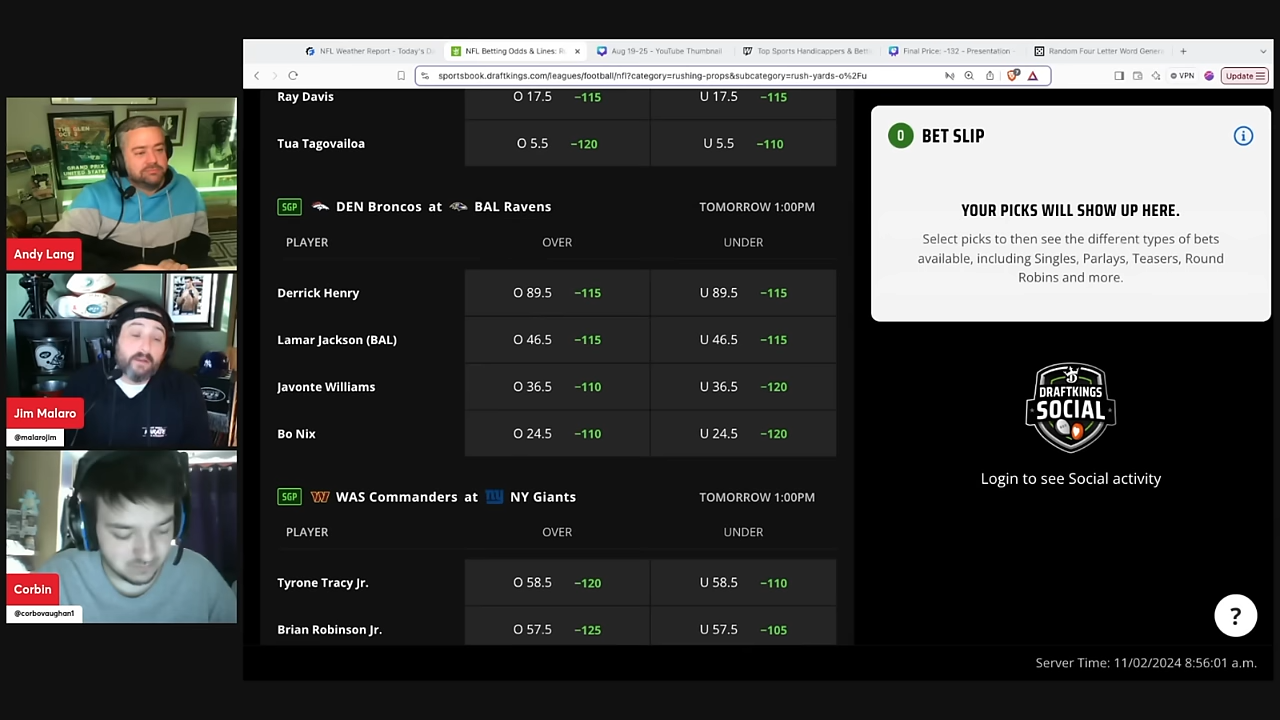 NFL Weather Report - Today's D
NFL Betting Odds & Lines: R
Aug 19-25 - YouTube Thumbnail
Top Sports Handicappers & Bett
Final Price: -132 - Presentation -
Random Four Letter Word Gener
sportsbook.draftkings.com/leagues/football/nfl?category=rushing-props&subcategory=rush-yards-o%2Fu
VPN
Update
Ray Davis O 17.5 −115 U 17.5 −115
Tua Tagovailoa O 5.5 −120 U 5.5 −110
SGP DEN Broncos at BAL Ravens TOMORROW 1:00PM
PLAYER OVER UNDER
Derrick Henry O 89.5 −115 U 89.5 −115
Lamar Jackson (BAL) O 46.5 −115 U 46.5 −115
Javonte Williams O 36.5 −110 U 36.5 −120
Bo Nix O 24.5 −110 U 24.5 −120
SGP WAS Commanders at NY Giants TOMORROW 1:00PM
PLAYER OVER UNDER
Tyrone Tracy Jr. O 58.5 −120 U 58.5 −110
Brian Robinson Jr. O 57.5 −125 U 57.5 −105
0 BET SLIP
YOUR PICKS WILL SHOW UP HERE.
Select picks to then see the different types of bets
available, including Singles, Parlays, Teasers, Round
Robins and more.
DRAFTKINGS
SOCIAL
Login to see Social activity
?
Server Time: 11/02/2024 8:56:01 a.m.
Andy Lang
Jim Malaro
@malarojim
Corbin
@corbovaughan1